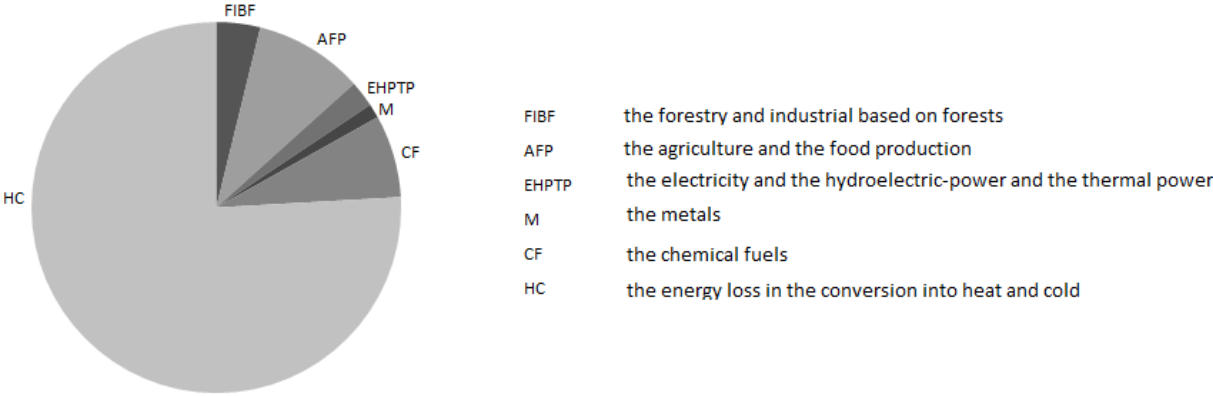 FIBF
AFP
EHPTP
M
CF
HC
FIBF the forestry and industrial based on forests
AFP the agriculture and the food production
EHPTP the electricity and the hydroelectric-power and the thermal power
M the metals
CF the chemical fuels
HC the energy loss in the conversion into heat and cold